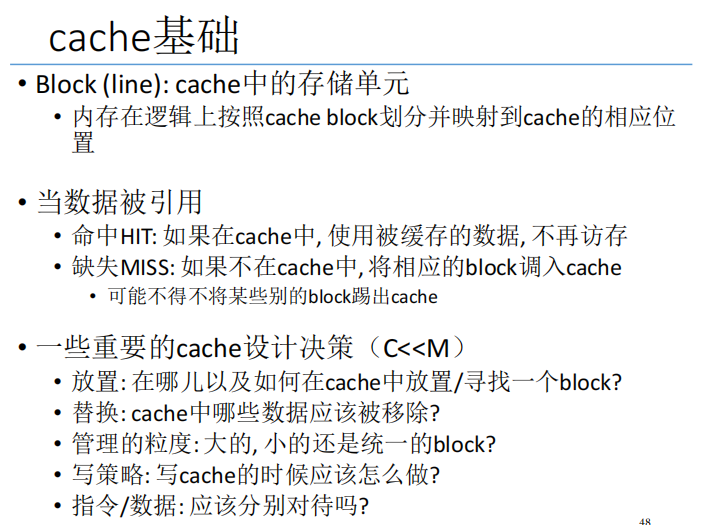 cache基础
• Block (line): cache中的存储单元
• 内存在逻辑上按照cache block划分并映射到cache的相应位
置
• 当数据被引用
• 命中HIT: 如果在cache中, 使用被缓存的数据, 不再访存
• 缺失MISS: 如果不在cache中, 将相应的block调入cache
• 可能不得不将某些别的block踢出cache
• 一些重要的cache设计决策（C<<M）
• 放置: 在哪儿以及如何在cache中放置/寻找一个block?
• 替换: cache中哪些数据应该被移除?
• 管理的粒度: 大的, 小的还是统一的block?
• 写策略: 写cache的时候应该怎么做?
• 指令/数据: 应该分别对待吗?
48